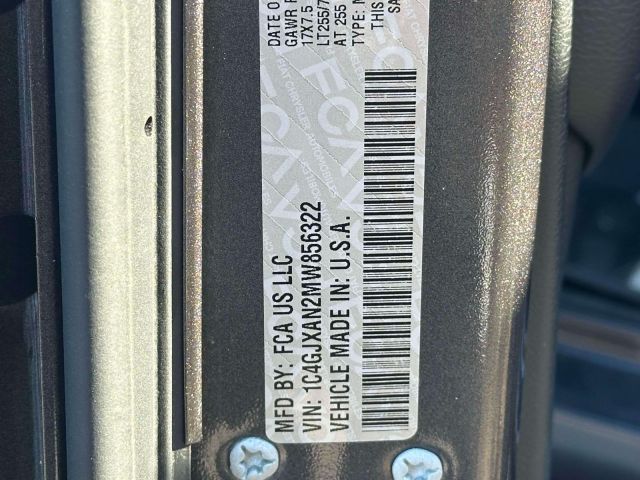 DATE O
GAWR R
17X7.5
LT255/7
AT 255
TYPE:
THIS
SA
MFD BY: FCA US LLC
VIN: 1C4GJXAN2MW856322
VEHICLE MADE IN: U.S.A.